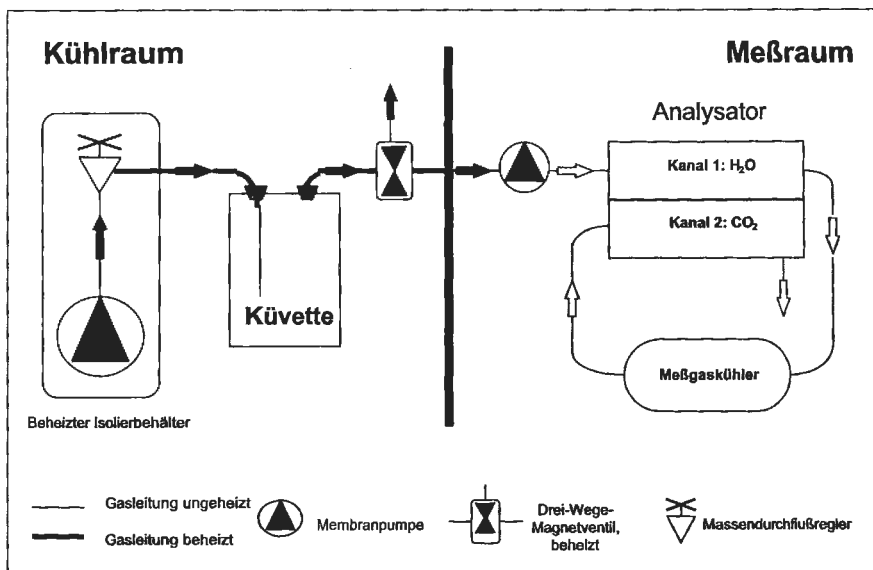 Kühlraum
Meßraum
Analysator
Kanal 1: H₂O
Kanal 2: CO₂
Küvette
Meßgaskühler
Beheizter Isolierbehälter
Gasleitung ungeheizt
Gasleitung beheizt
Membranpumpe
Drei-Wege-
Magnetventil,
beheizt
Massendurchflußregler